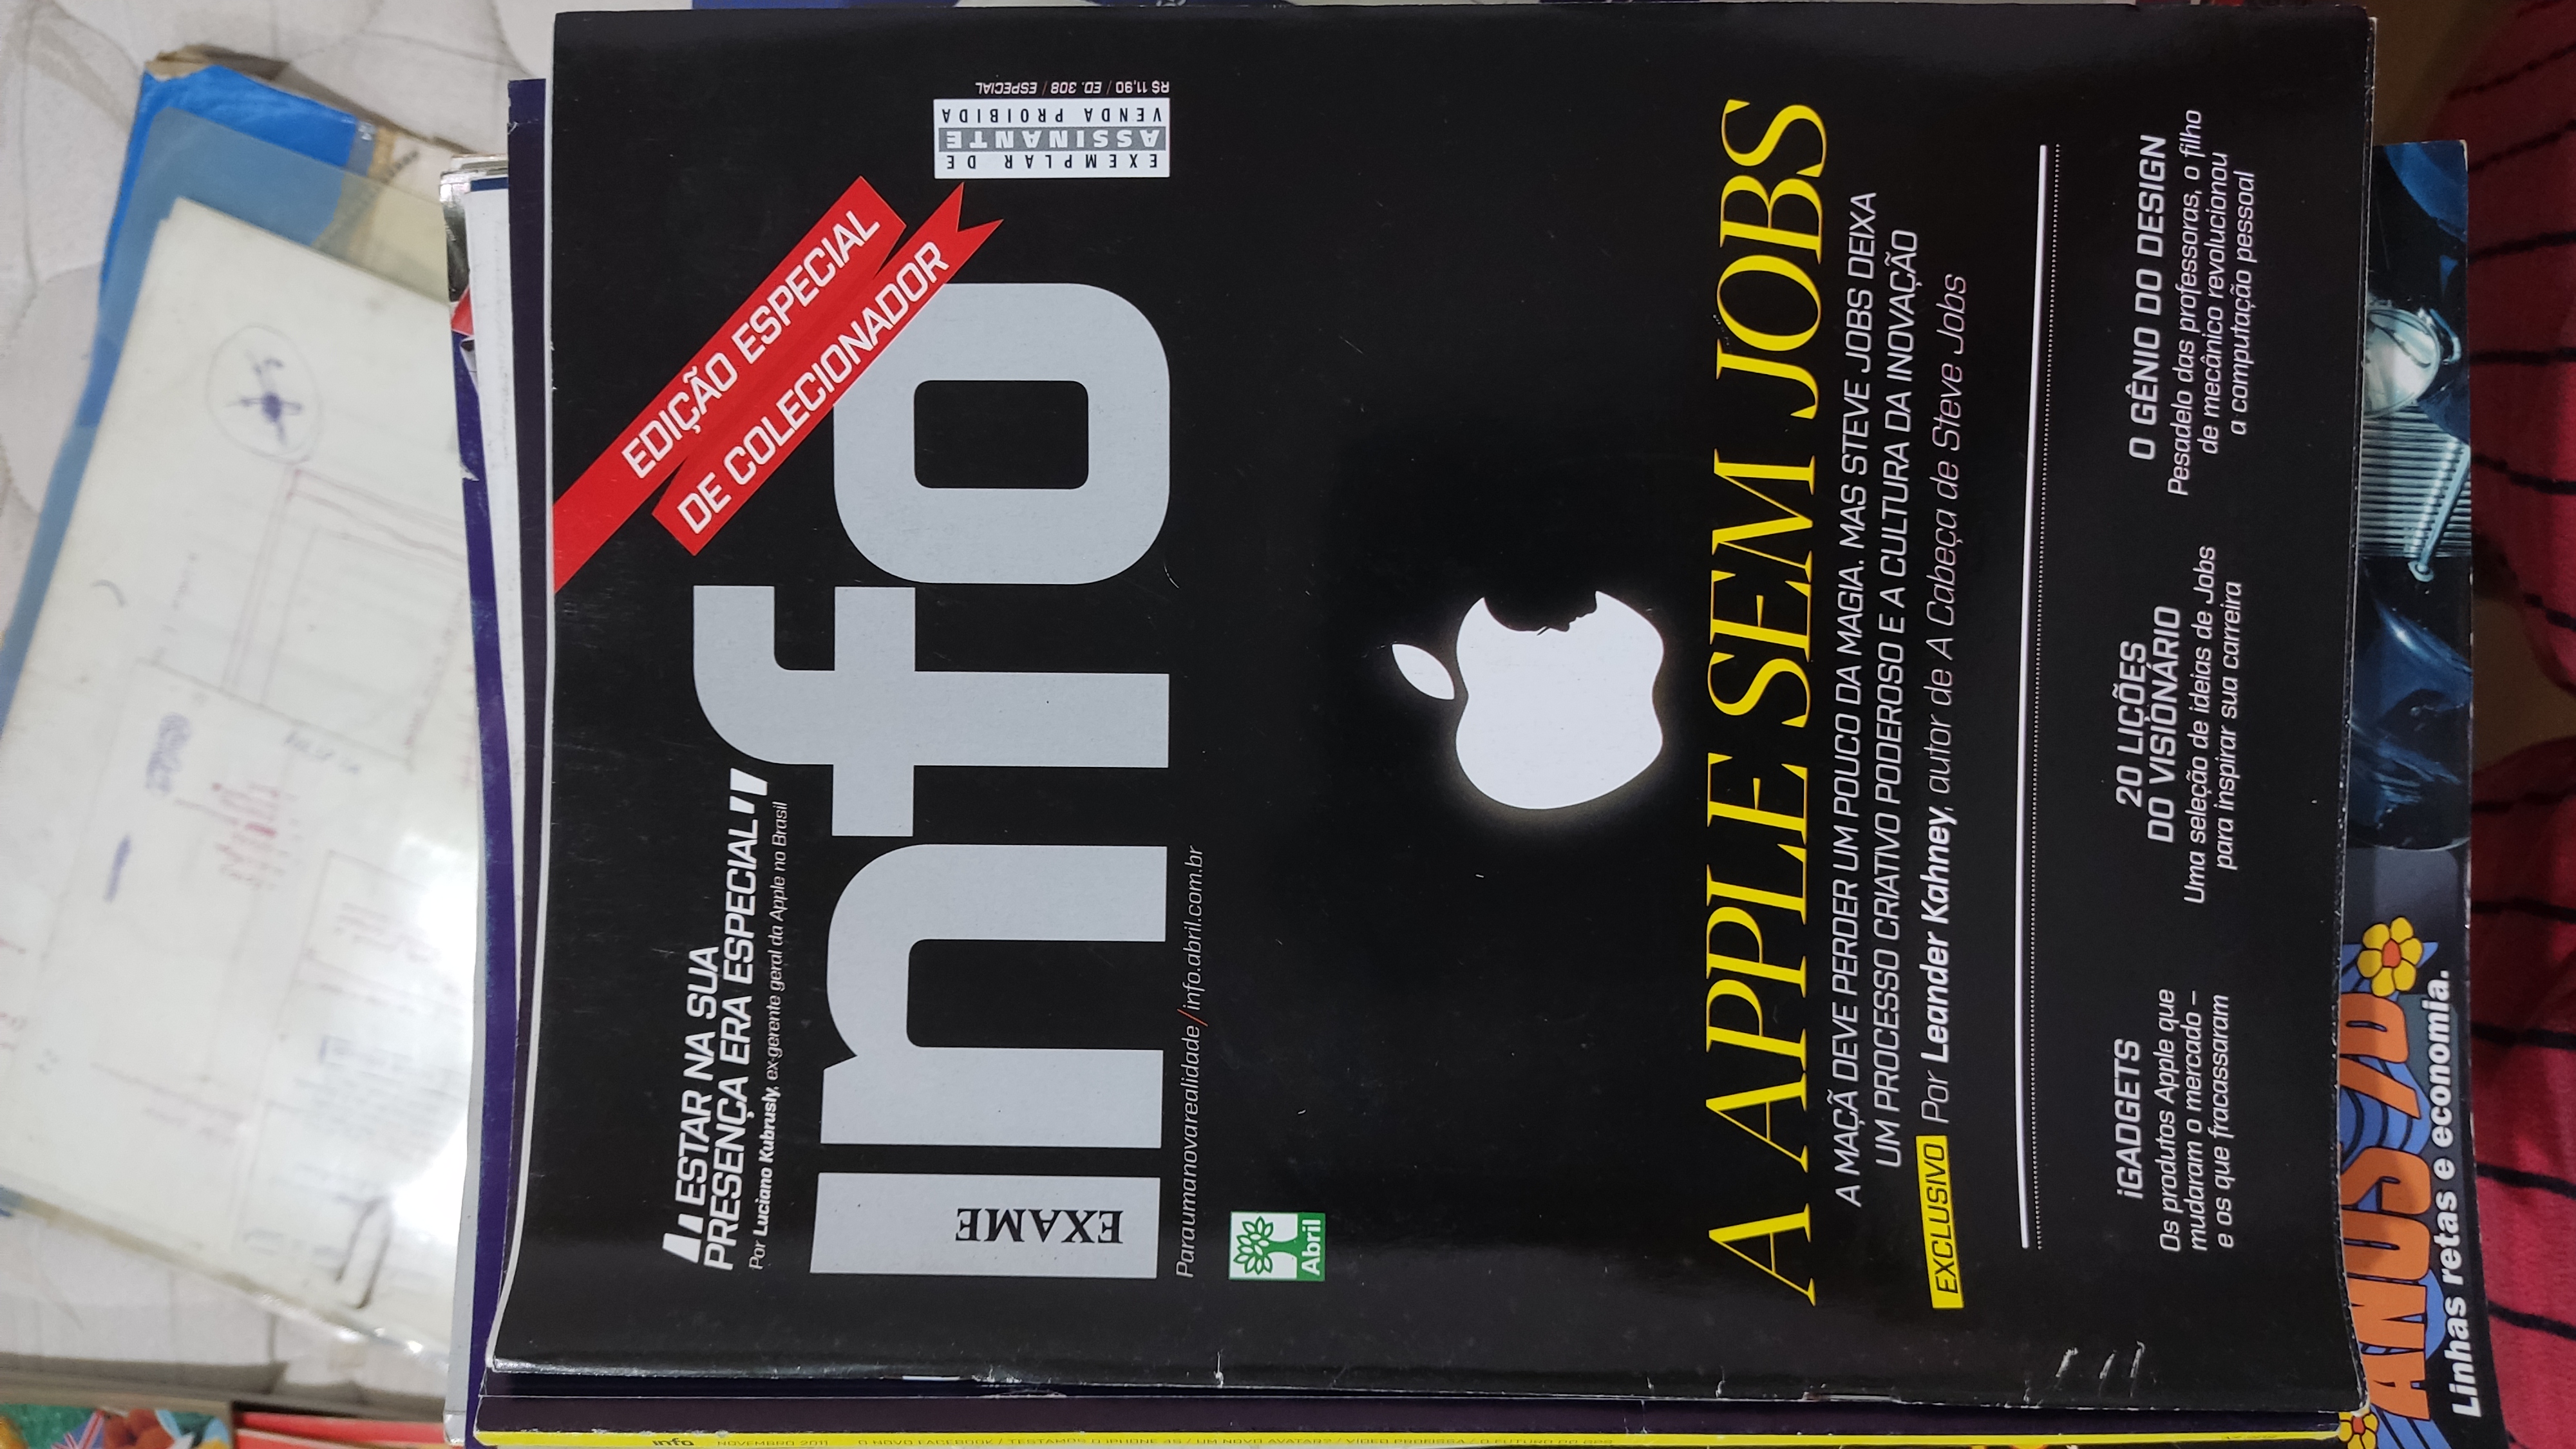 “ESTAR NA SUA
PRESENÇA ERA ESPECIAL”
Por Luciano Kubrusly, ex-gerente geral da Apple no Brasil
EDIÇÃO ESPECIAL
DE COLECIONADOR
info
EXAME
EXEMPLAR DE
ASSINANTE
VENDA PROIBIDA
R$ 11,90 / ED. 308 / ESPECIAL
Paraumanovarealidade/info.abril.com.br
Abril
A APPLE SEM JOBS
A MAÇÃ DEVE PERDER UM POUCO DA MAGIA. MAS STEVE JOBS DEIXA
UM PROCESSO CRIATIVO PODEROSO E A CULTURA DA INOVAÇÃO
EXCLUSIVO Por Leander Kahney, autor de A Cabeça de Steve Jobs
iGADGETS
Os produtos Apple que
mudaram o mercado –
e os que fracassaram
20 LIÇÕES
DO VISIONÁRIO
Uma seleção de ideias de Jobs
para inspirar sua carreira
O GÊNIO DO DESIGN
Pesadelo das professoras, o filho
de mecânico revolucionou
a computação pessoal
ANOS 70
Linhas retas e economia.
info
NOVEMBRO 2011